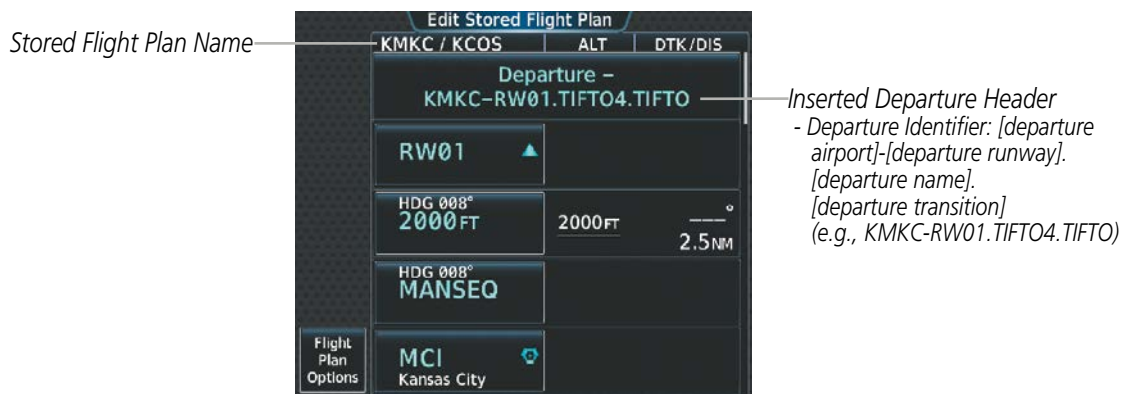 Edit Stored Flight Plan
Stored Flight Plan Name
KMKC / KCOS ALT DTK/DIS
Departure –
KMKC–RW01.TIFTO4.TIFTO
Inserted Departure Header
- Departure Identifier: [departure
airport]-[departure runway].
[departure name].
[departure transition]
(e.g., KMKC-RW01.TIFTO4.TIFTO)
RW01
HDG 008°
2000FT 2000FT ___°
2.5NM
HDG 008°
MANSEQ
Flight
Plan
Options
MCI
Kansas City